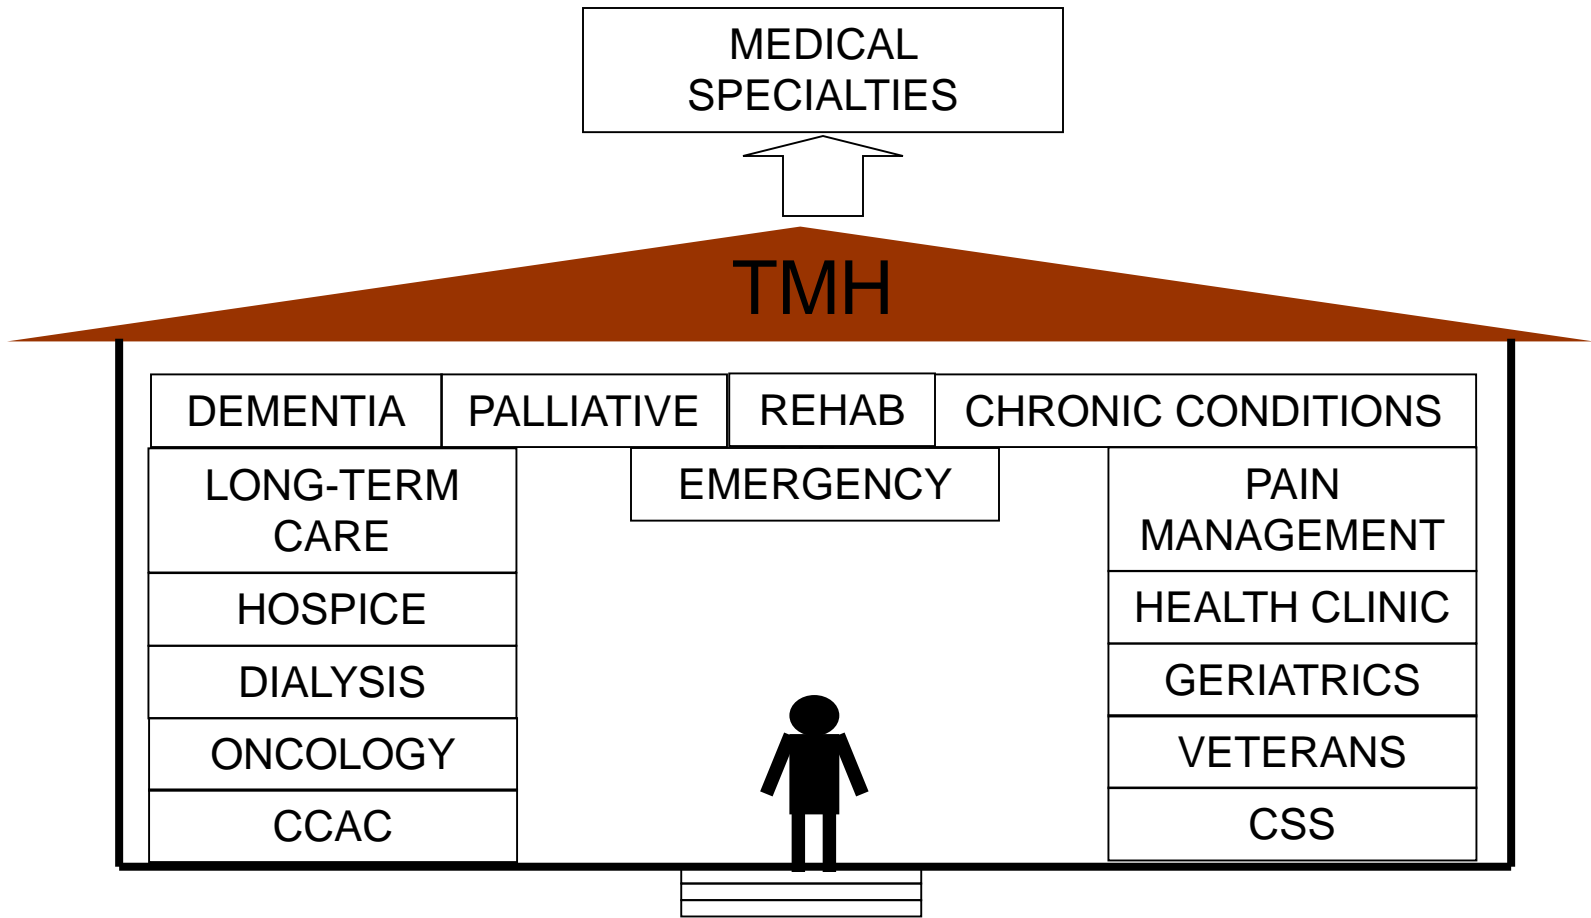 MEDICAL
SPECIALTIES
TMH
DEMENTIA
PALLIATIVE
REHAB
CHRONIC CONDITIONS
LONG-TERM
CARE
HOSPICE
DIALYSIS
ONCOLOGY
CCAC
EMERGENCY
PAIN
MANAGEMENT
HEALTH CLINIC
GERIATRICS
VETERANS
CSS